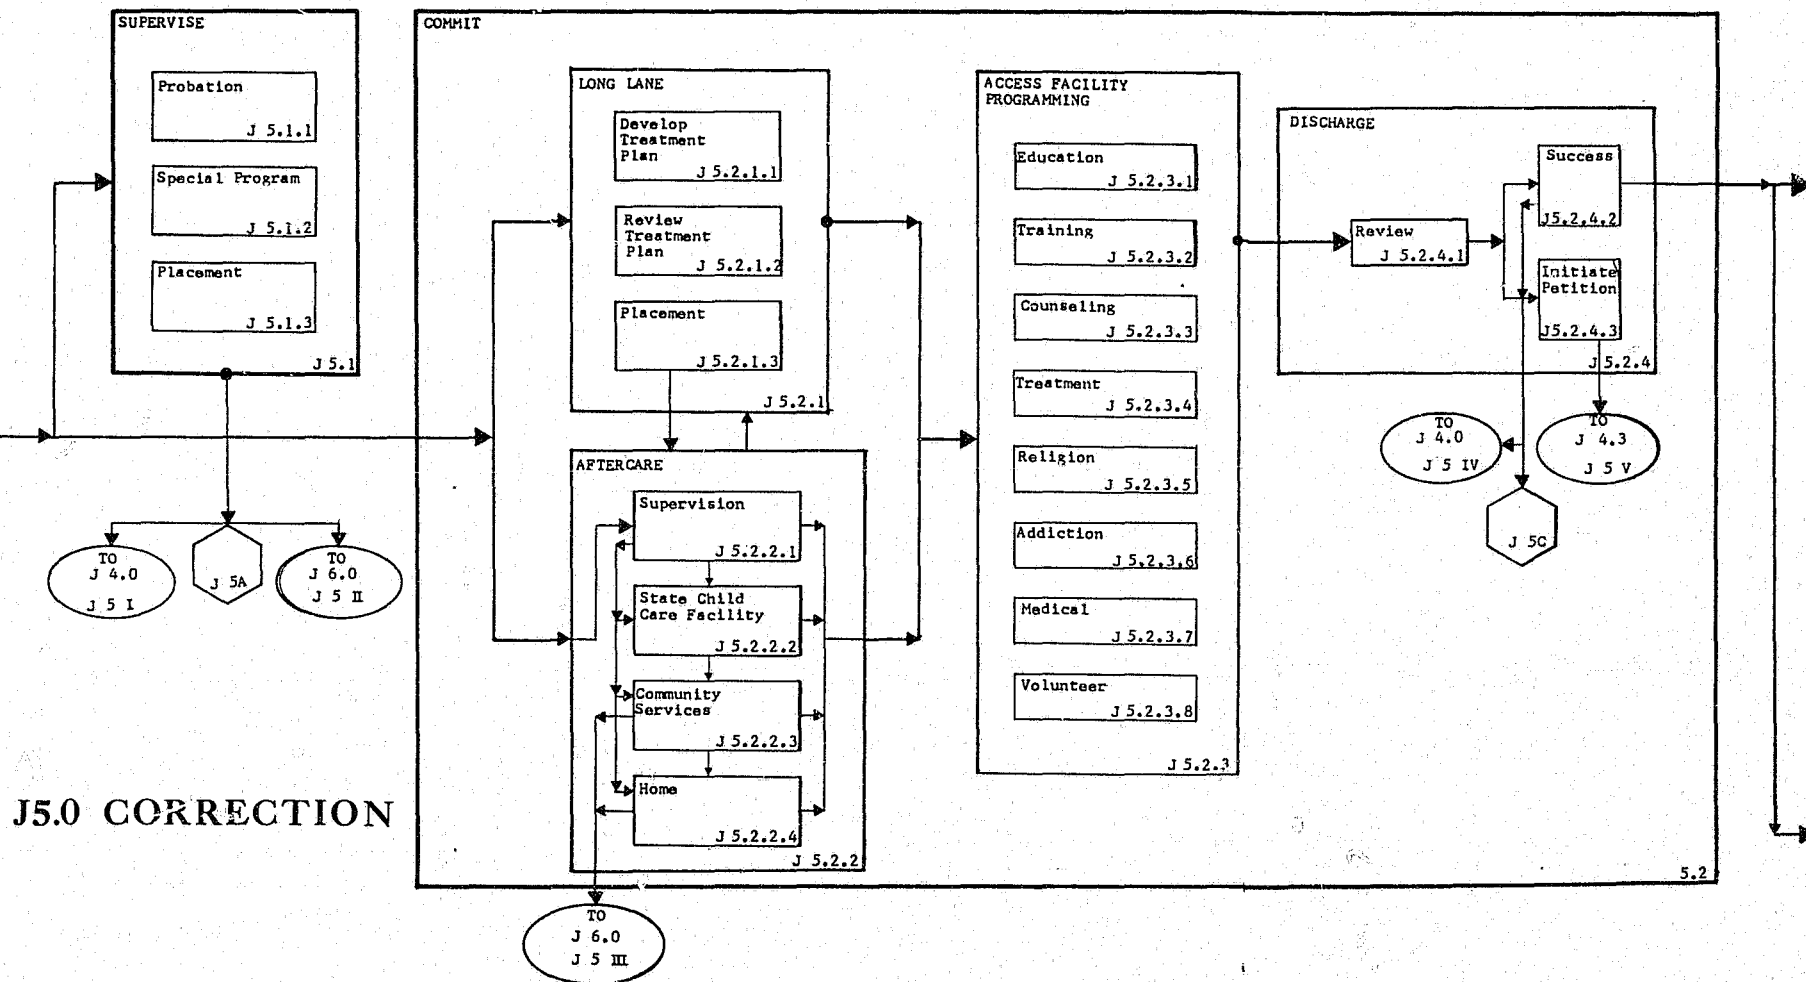 SUPERVISE
Probation
J 5.1.1
Special Program
J 5.1.2
Placement
J 5.1.3
J 5.1
TO
J 4.0
J 5 I
J 5A
TO
J 6.0
J 5 II
J5.0 CORRECTION
COMMIT
LONG LANE
Develop
Treatment
Plan
J 5.2.1.1
Review
Treatment
Plan
J 5.2.1.2
Placement
J 5.2.1.3
J 5.2.1
AFTERCARE
Supervision
J 5.2.2.1
State Child
Care Facility
J 5.2.2.2
Community
Services
J 5.2.2.3
Home
J 5.2.2.4
J 5.2.2
TO
J 6.0
J 5 III
ACCESS FACILITY
PROGRAMMING
Education
J 5.2.3.1
Training
J 5.2.3.2
Counseling
J 5.2.3.3
Treatment
J 5.2.3.4
Religion
J 5.2.3.5
Addiction
J 5.2.3.6
Medical
J 5.2.3.7
Volunteer
J 5.2.3.8
J 5.2.3
DISCHARGE
Review
J 5.2.4.1
Success
J5.2.4.2
Initiate
Petition
J5.2.4.3
J 5.2.4
TO
J 4.0
J 5 IV
TO
J 4.3
J 5 V
J 5C
5.2